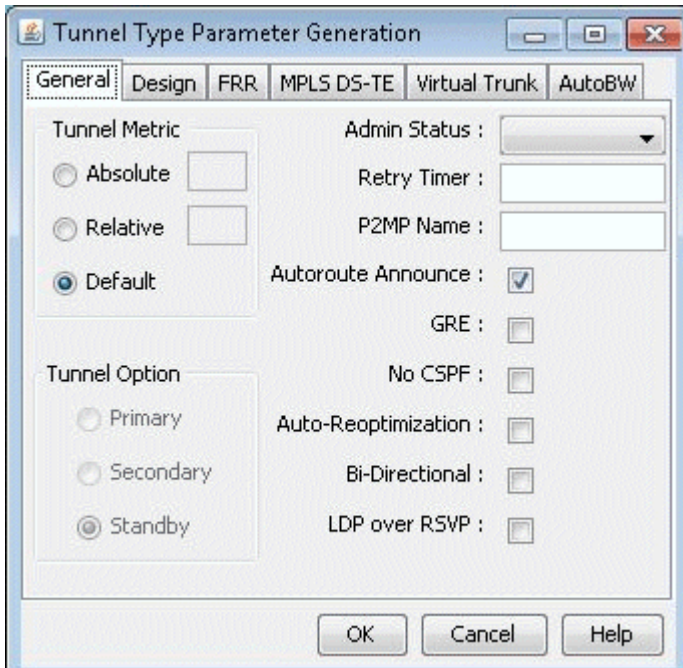 Tunnel Type Parameter Generation
General Design FRR MPLS DS-TE Virtual Trunk AutoBW
Tunnel Metric
Absolute
Relative
Default
Tunnel Option
Primary
Secondary
Standby
Admin Status :
Retry Timer :
P2MP Name :
Autoroute Announce :
GRE :
No CSPF :
Auto-Reoptimization :
Bi-Directional :
LDP over RSVP :
OK Cancel Help